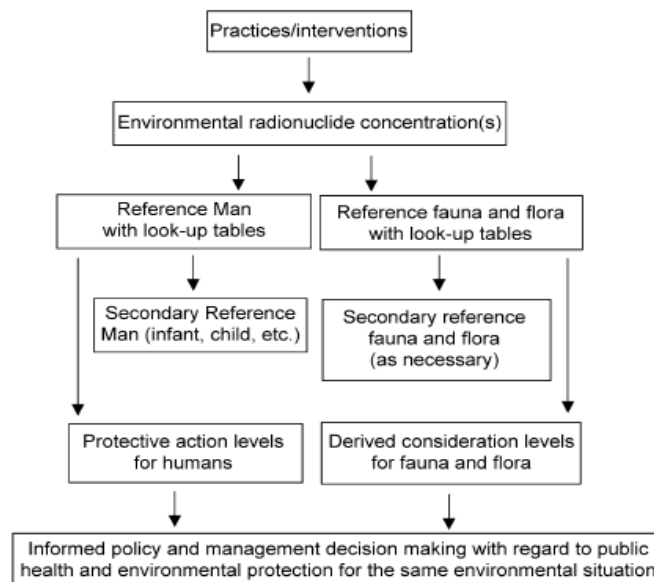 Practices/interventions
Environmental radionuclide concentration(s)
Reference Man
with look-up tables
Reference fauna and flora
with look-up tables
Secondary Reference
Man (infant, child, etc.)
Secondary reference
fauna and flora
(as necessary)
Protective action levels
for humans
Derived consideration levels
for fauna and flora
Informed policy and management decision making with regard to public
health and environmental protection for the same environmental situation